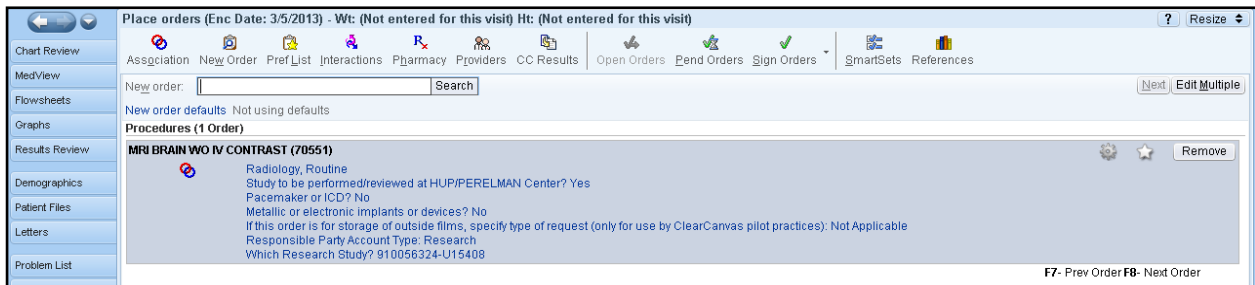 Place orders (Enc Date: 3/5/2013) - Wt: (Not entered for this visit) Ht: (Not entered for this visit)
? Resize
Chart Review
MedView
Flowsheets
Graphs
Results Review
Demographics
Patient Files
Letters
Problem List
Association New Order Pref List Interactions Pharmacy Providers CC Results Open Orders Pend Orders Sign Orders SmartSets References
New order: Search Next Edit Multiple
New order defaults Not using defaults
Procedures (1 Order)
MRI BRAIN WO IV CONTRAST (70551) Remove
Radiology, Routine
Study to be performed/reviewed at HUP/PERELMAN Center? Yes
Pacemaker or ICD? No
Metallic or electronic implants or devices? No
If this order is for storage of outside films, specify type of request (only for use by ClearCanvas pilot practices): Not Applicable
Responsible Party Account Type: Research
Which Research Study? 910056324-U15408
F7- Prev Order F8- Next Order